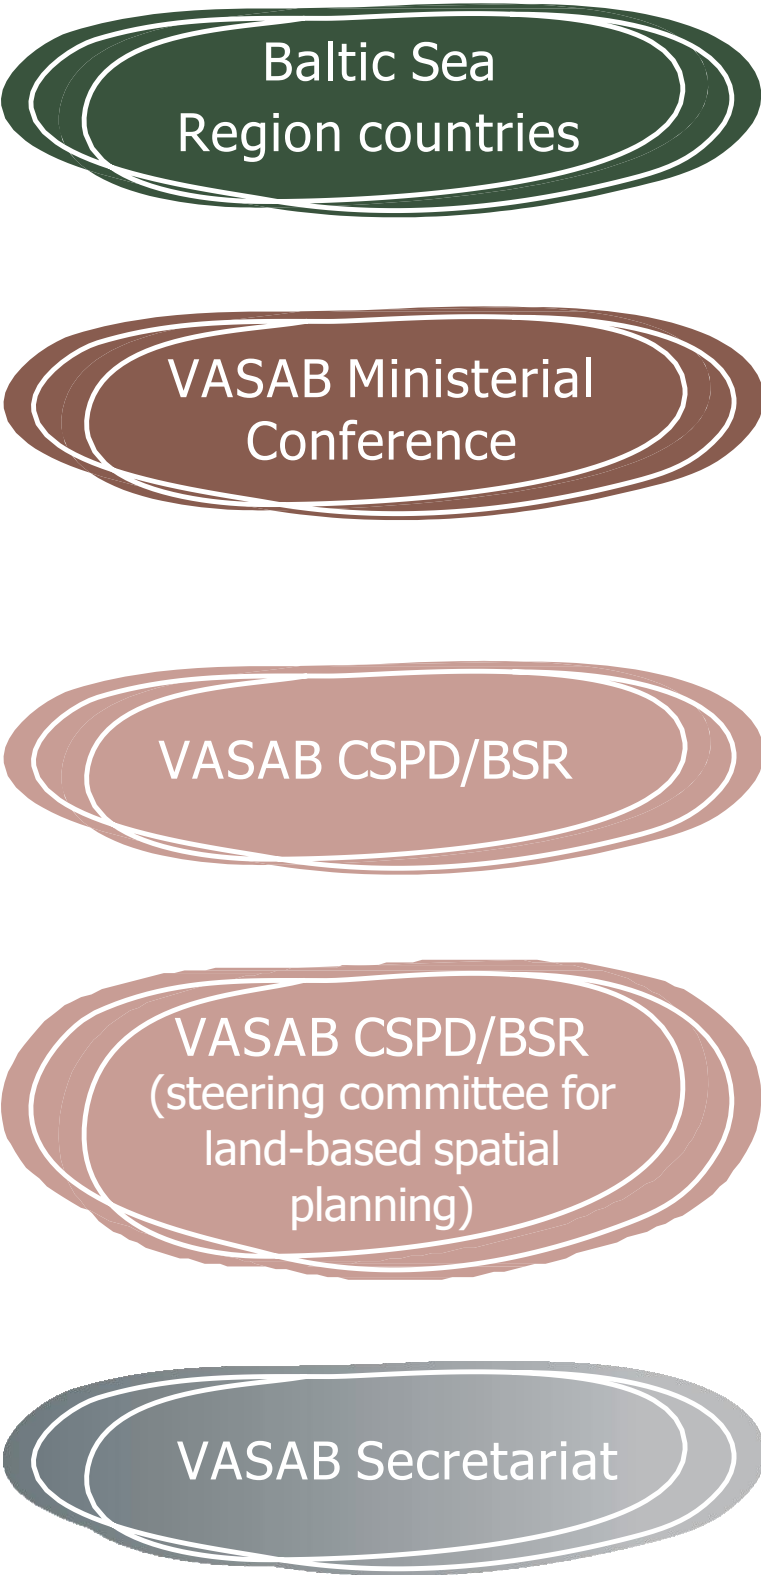 Baltic Sea
Region countries
VASAB Ministerial
Conference
VASAB CSPD/BSR
VASAB CSPD/BSR
(steering committee for
land-based spatial
planning)
VASAB Secretariat